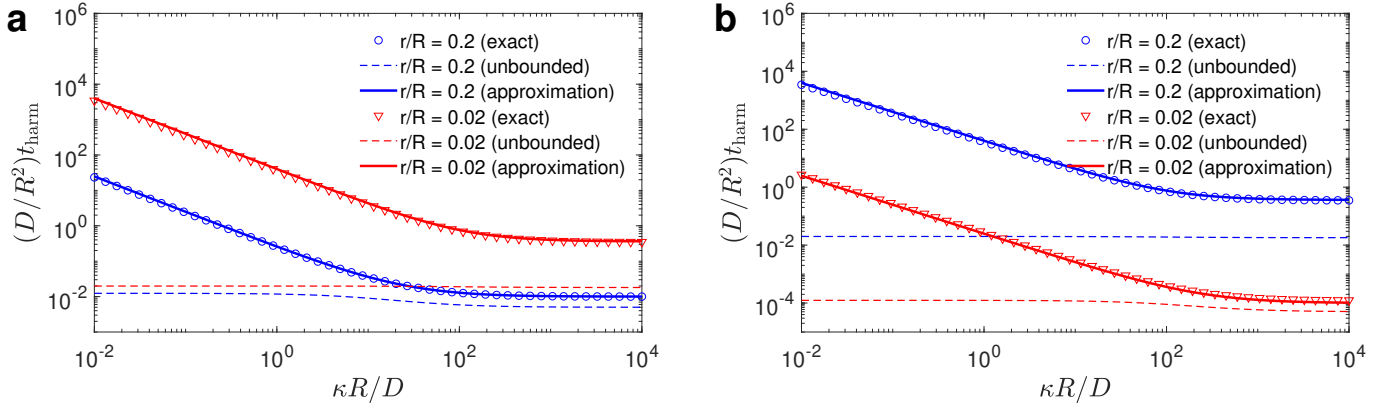 a
10^6
10^4
10^2
10^0
10^-2
10^-4
(D/R^2)t_harm
r/R = 0.2 (exact)
r/R = 0.2 (unbounded)
r/R = 0.2 (approximation)
r/R = 0.02 (exact)
r/R = 0.02 (unbounded)
r/R = 0.02 (approximation)
10^-2
10^0
10^2
10^4
κR/D
b
10^6
10^4
10^2
10^0
10^-2
10^-4
(D/R^2)t_harm
r/R = 0.2 (exact)
r/R = 0.2 (unbounded)
r/R = 0.2 (approximation)
r/R = 0.02 (exact)
r/R = 0.02 (unbounded)
r/R = 0.02 (approximation)
10^-2
10^0
10^2
10^4
κR/D